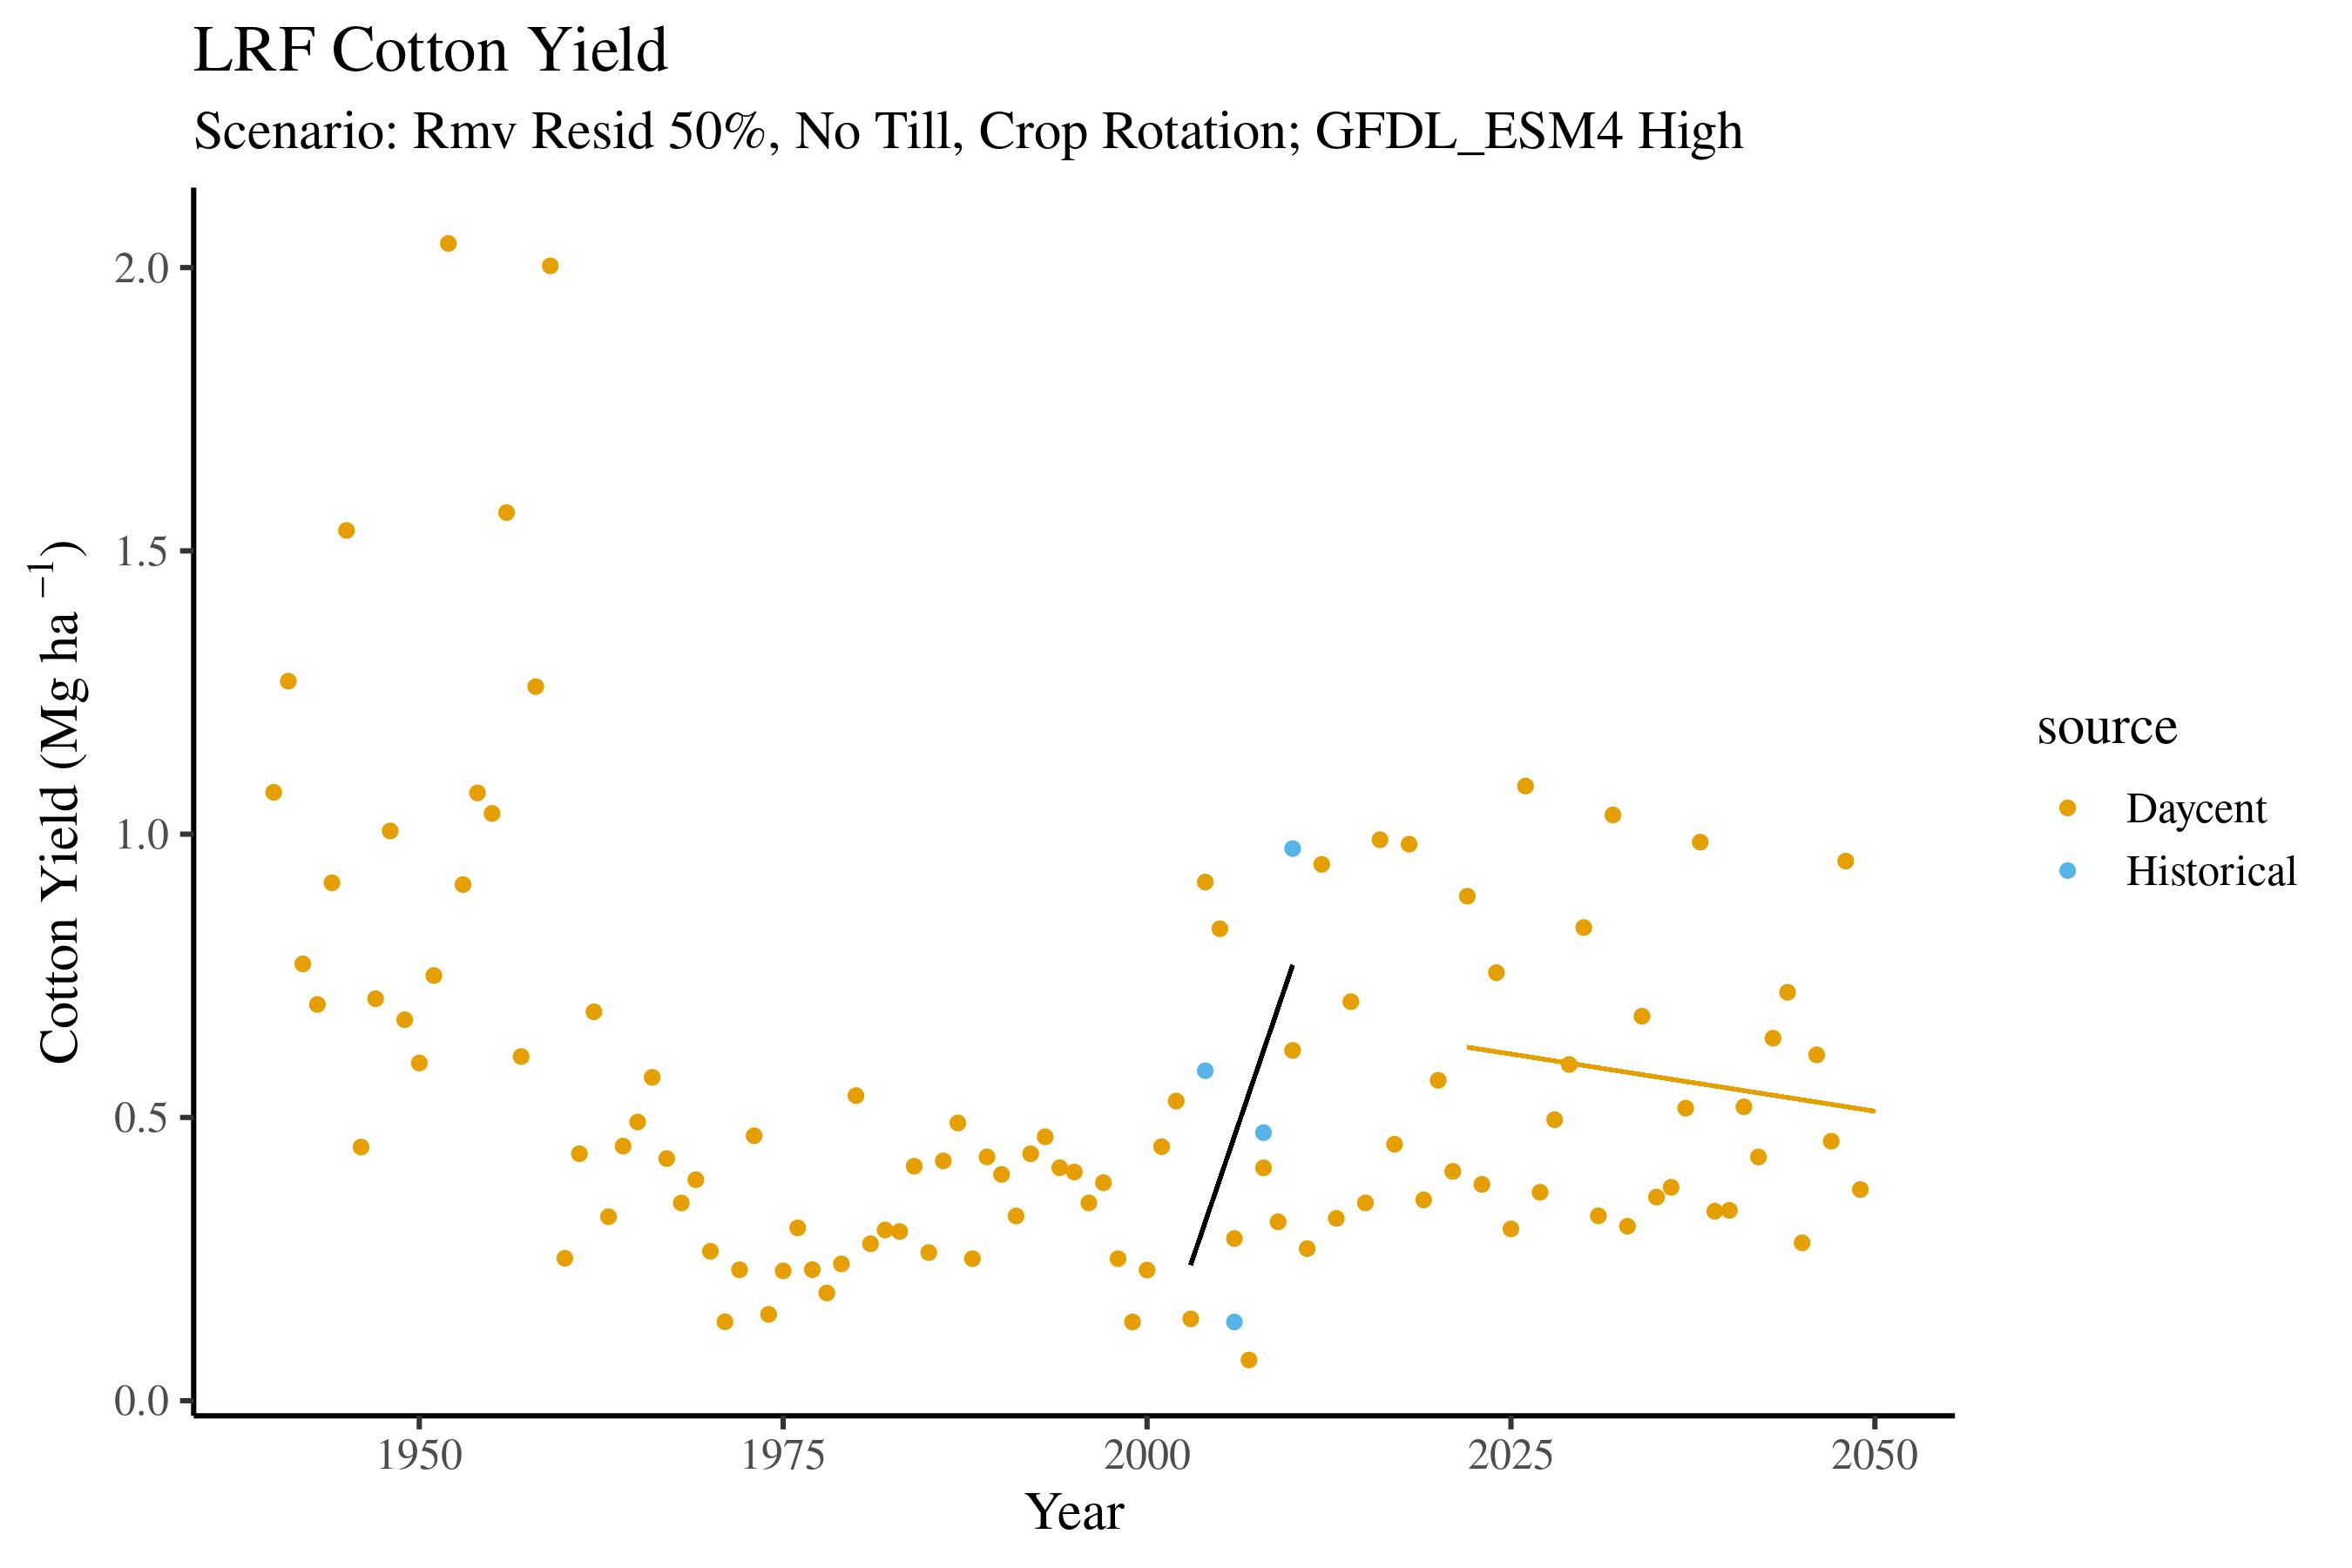 LRF Cotton Yield
Scenario: Rmv Resid 50%, No Till, Crop Rotation; GFDL_ESM4 High
Cotton Yield (Mg ha −1)
2.0
1.5
1.0
0.5
0.0
1950
1975
2000
2025
2050
Year
source
Daycent
Historical